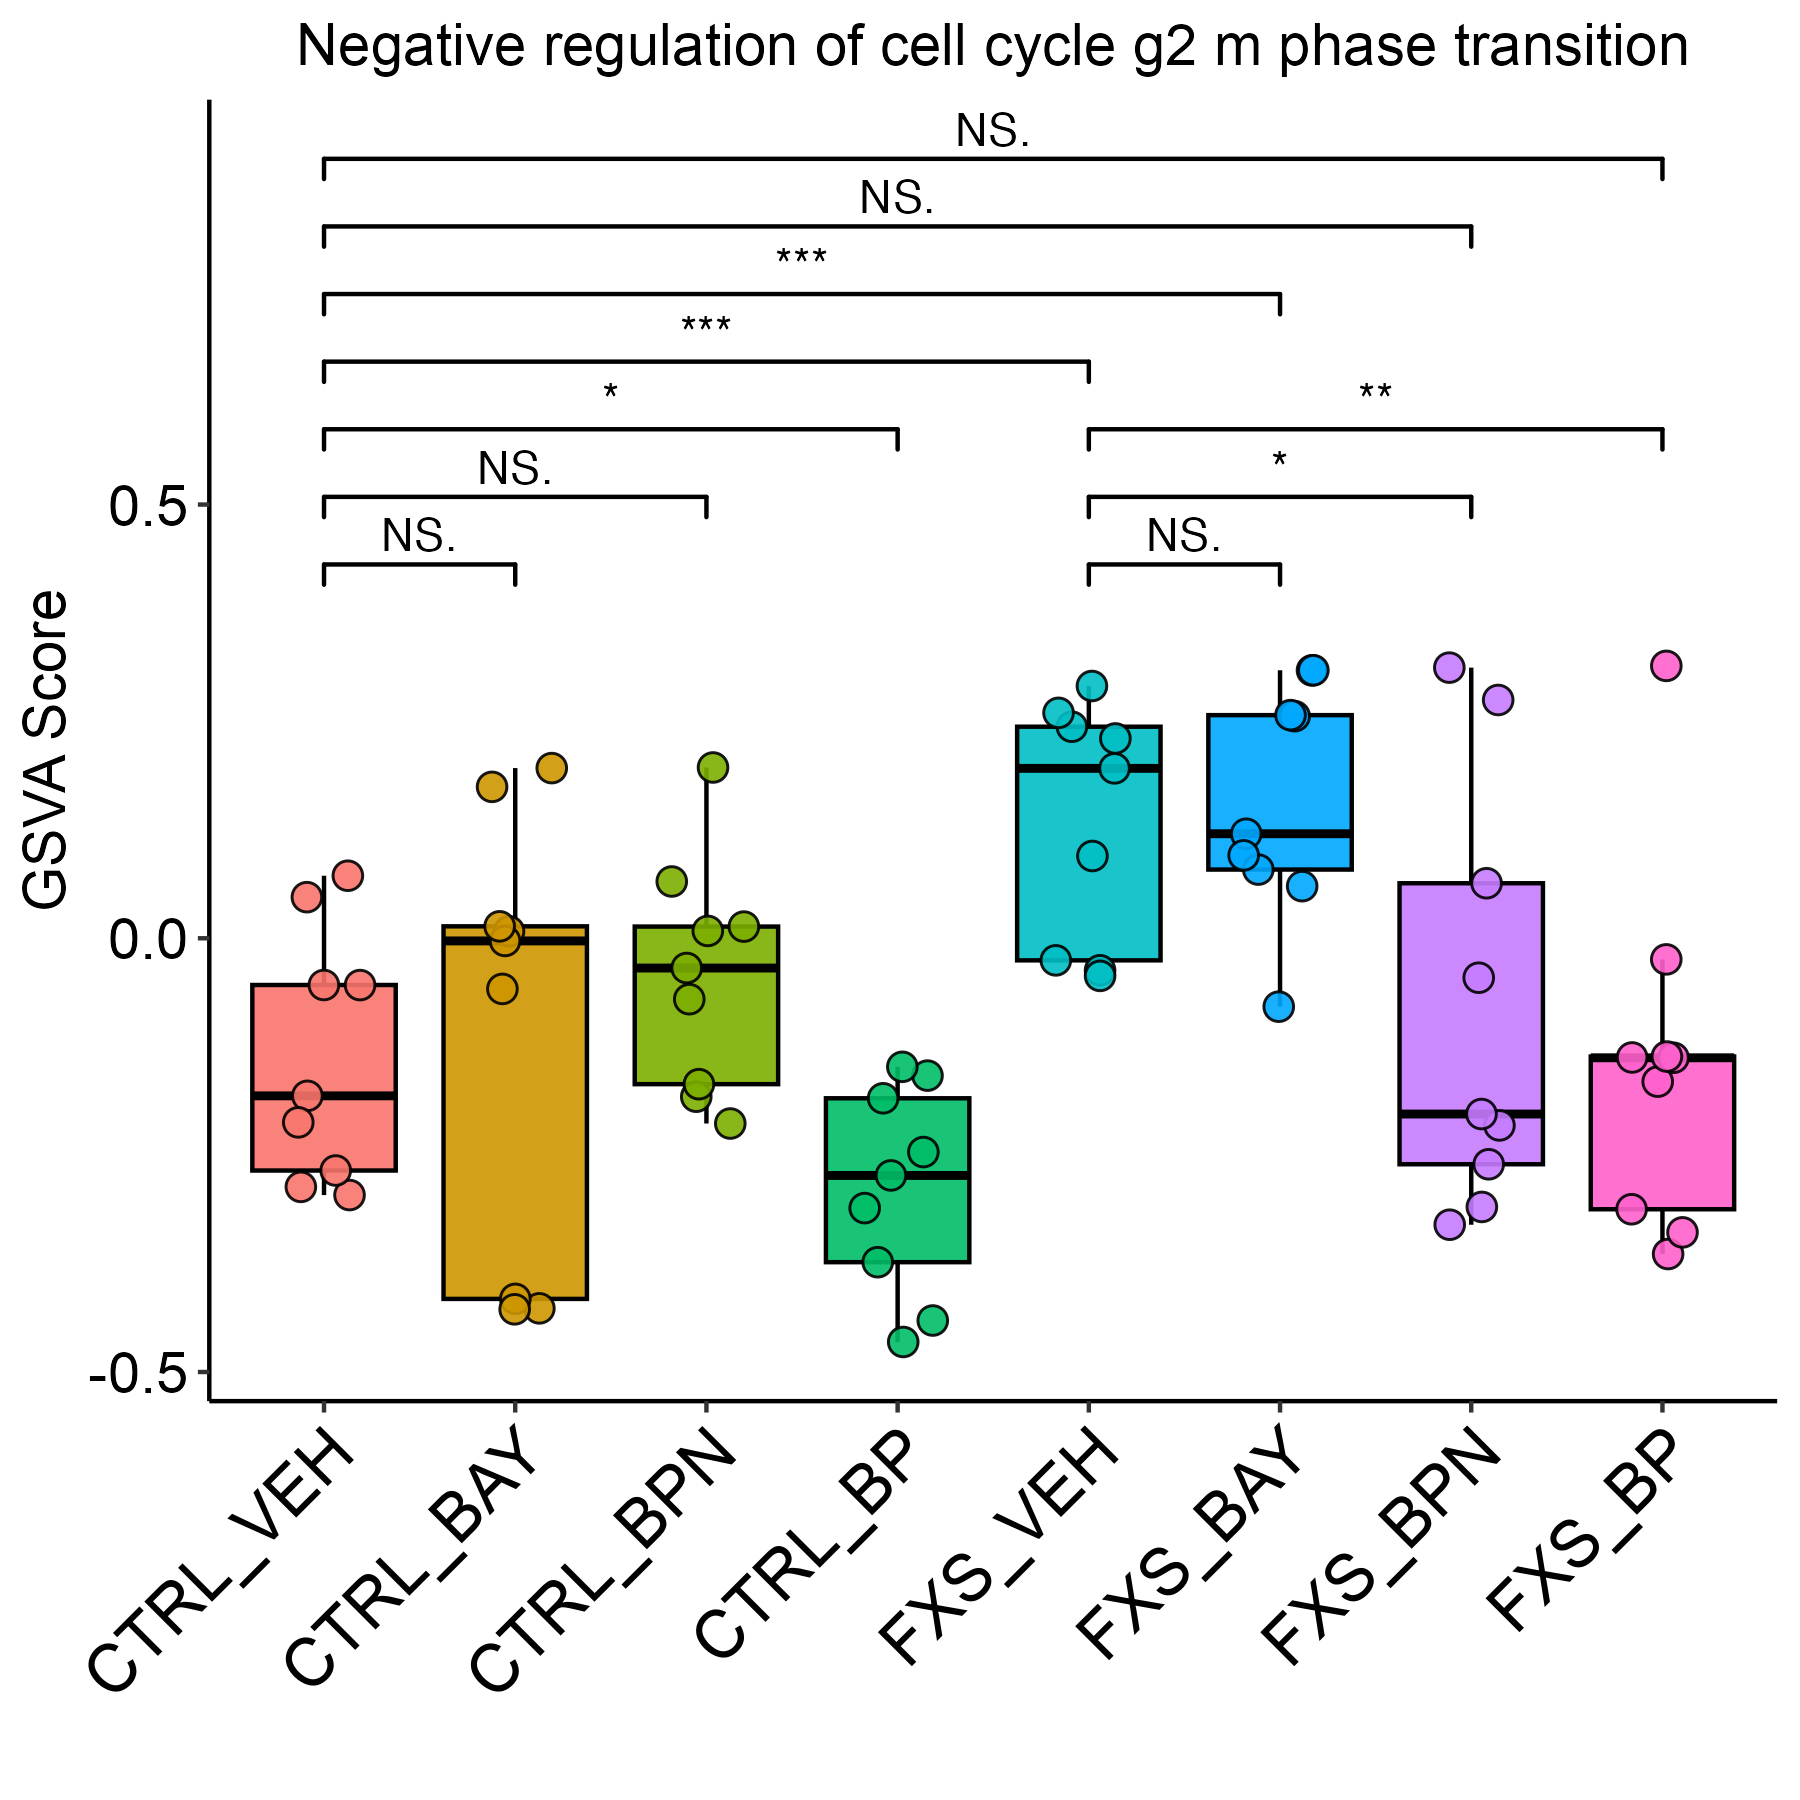 Negative regulation of cell cycle g2 m phase transition
NS.
NS.
***
***
*
**
NS.
*
NS.
NS.
GSVA Score
0.5
0.0
-0.5
CTRL_VEH
CTRL_BAY
CTRL_BPN
CTRL_BP
FXS_VEH
FXS_BAY
FXS_BPN
FXS_BP